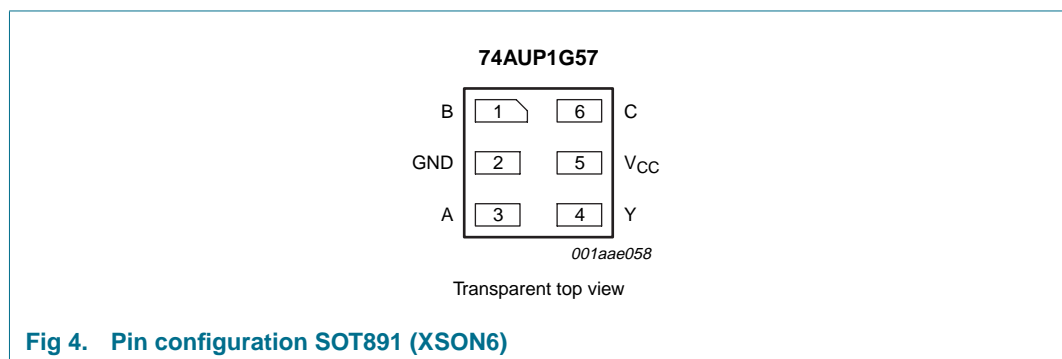 74AUP1G57
B 1 6 C
GND 2 5 VCC
A 3 4 Y
001aae058
Transparent top view
Fig 4. Pin configuration SOT891 (XSON6)